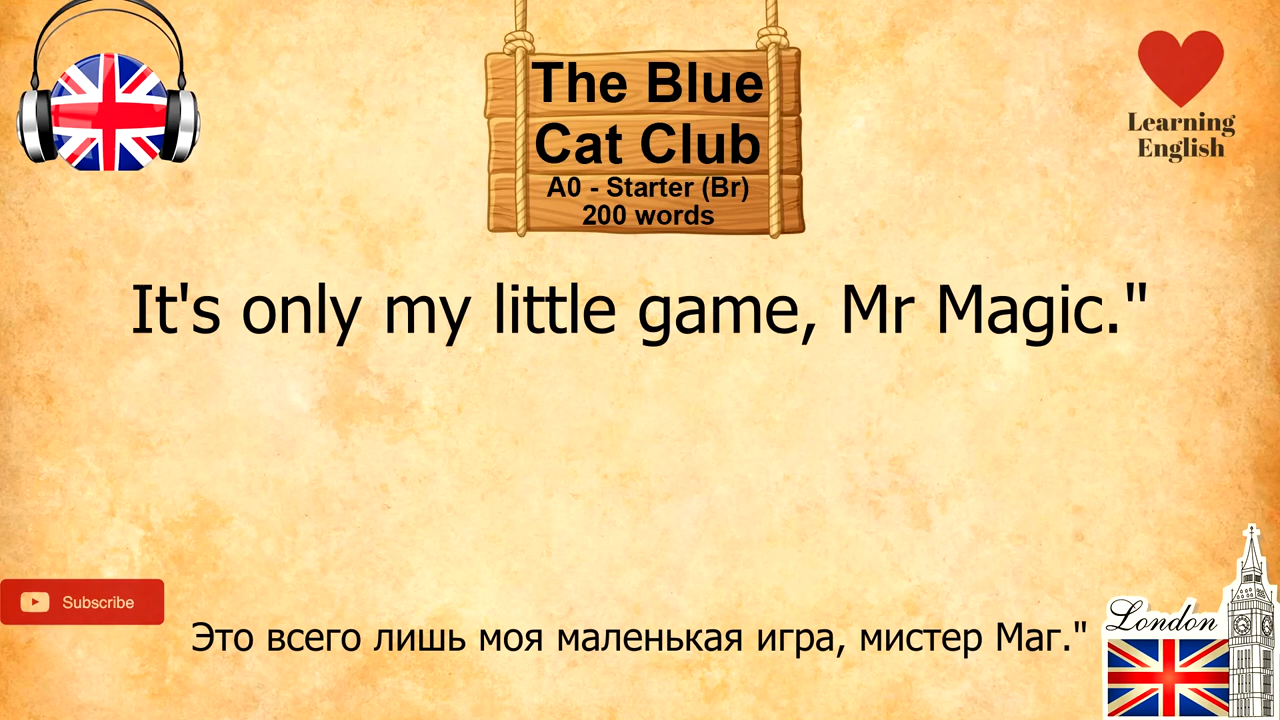 The Blue
Cat Club
A0 - Starter (Br)
200 words
Learning
English
It's only my little game, Mr Magic."
Subscribe
Это всего лишь моя маленькая игра, мистер Маг."
London